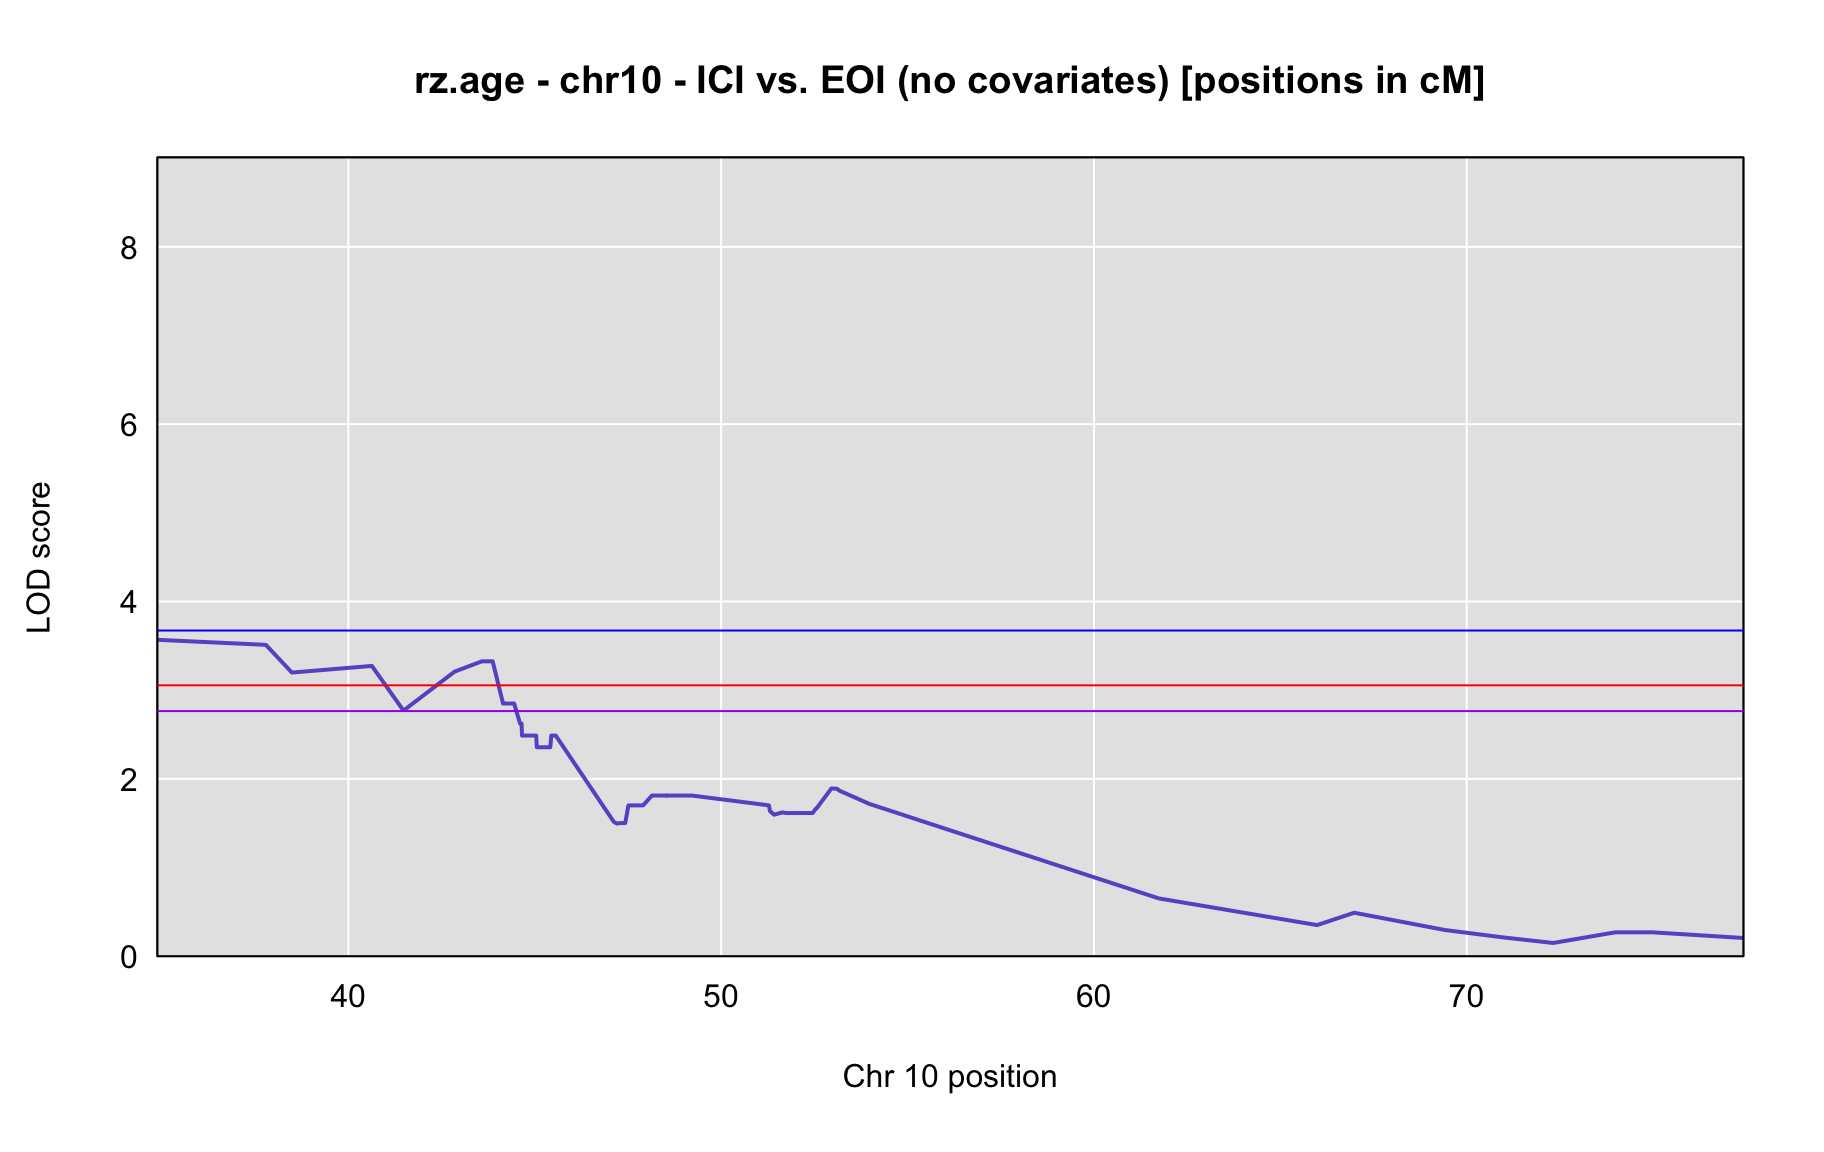 rz.age - chr10 - ICI vs. EOI (no covariates) [positions in cM]
LOD score
8
6
4
2
0
40 50 60 70
Chr 10 position